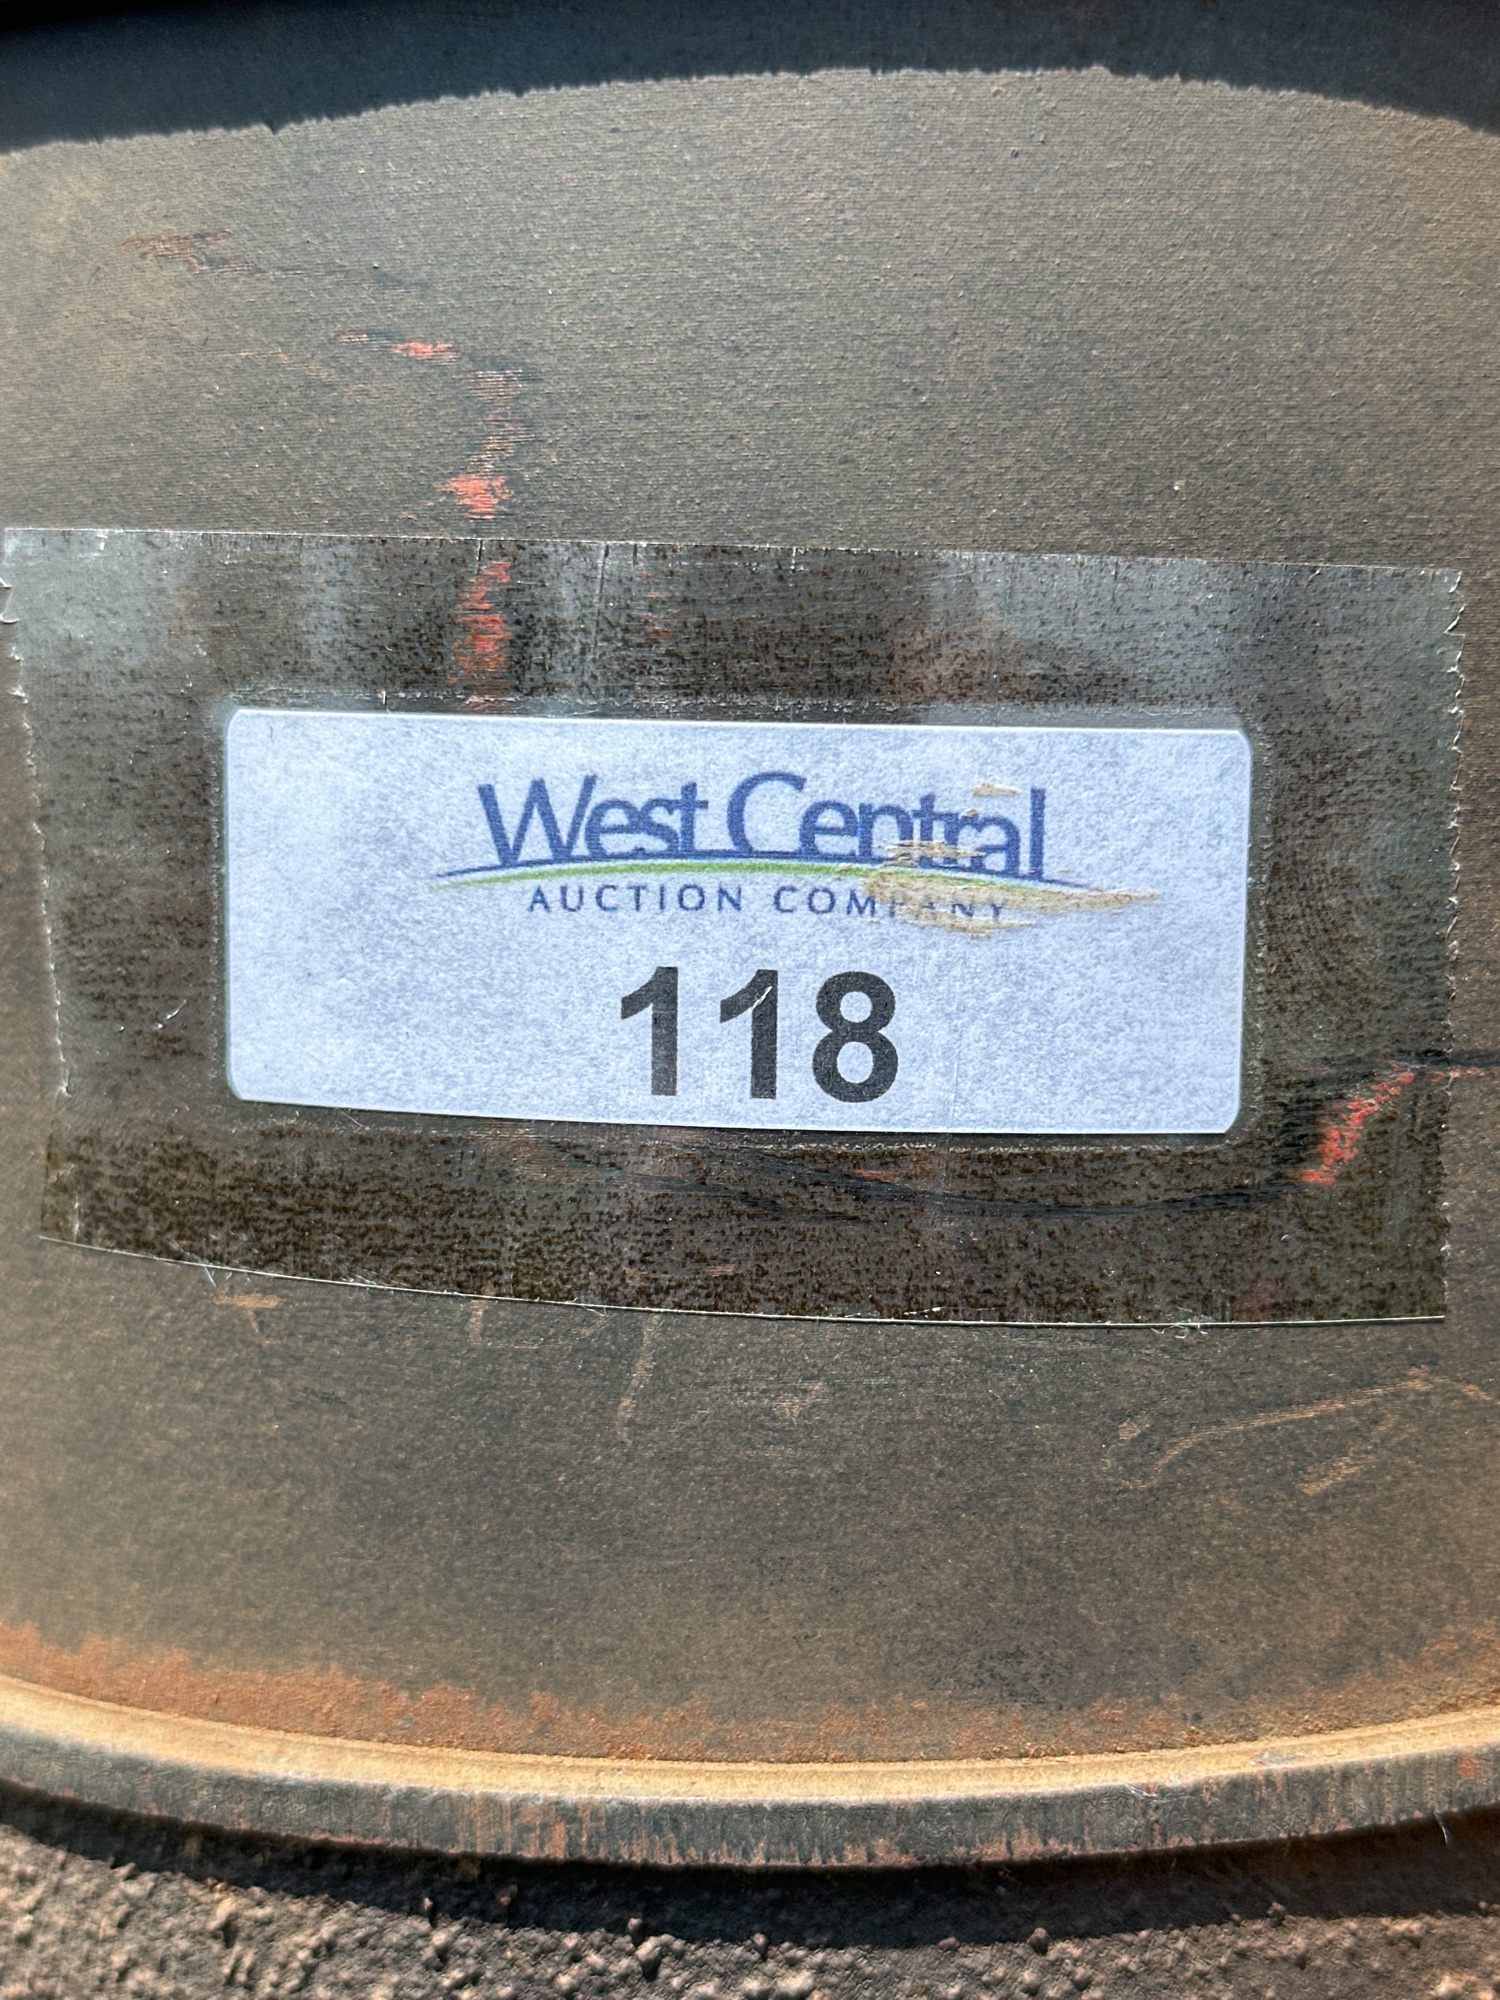 West Central
AUCTION COMPANY
118